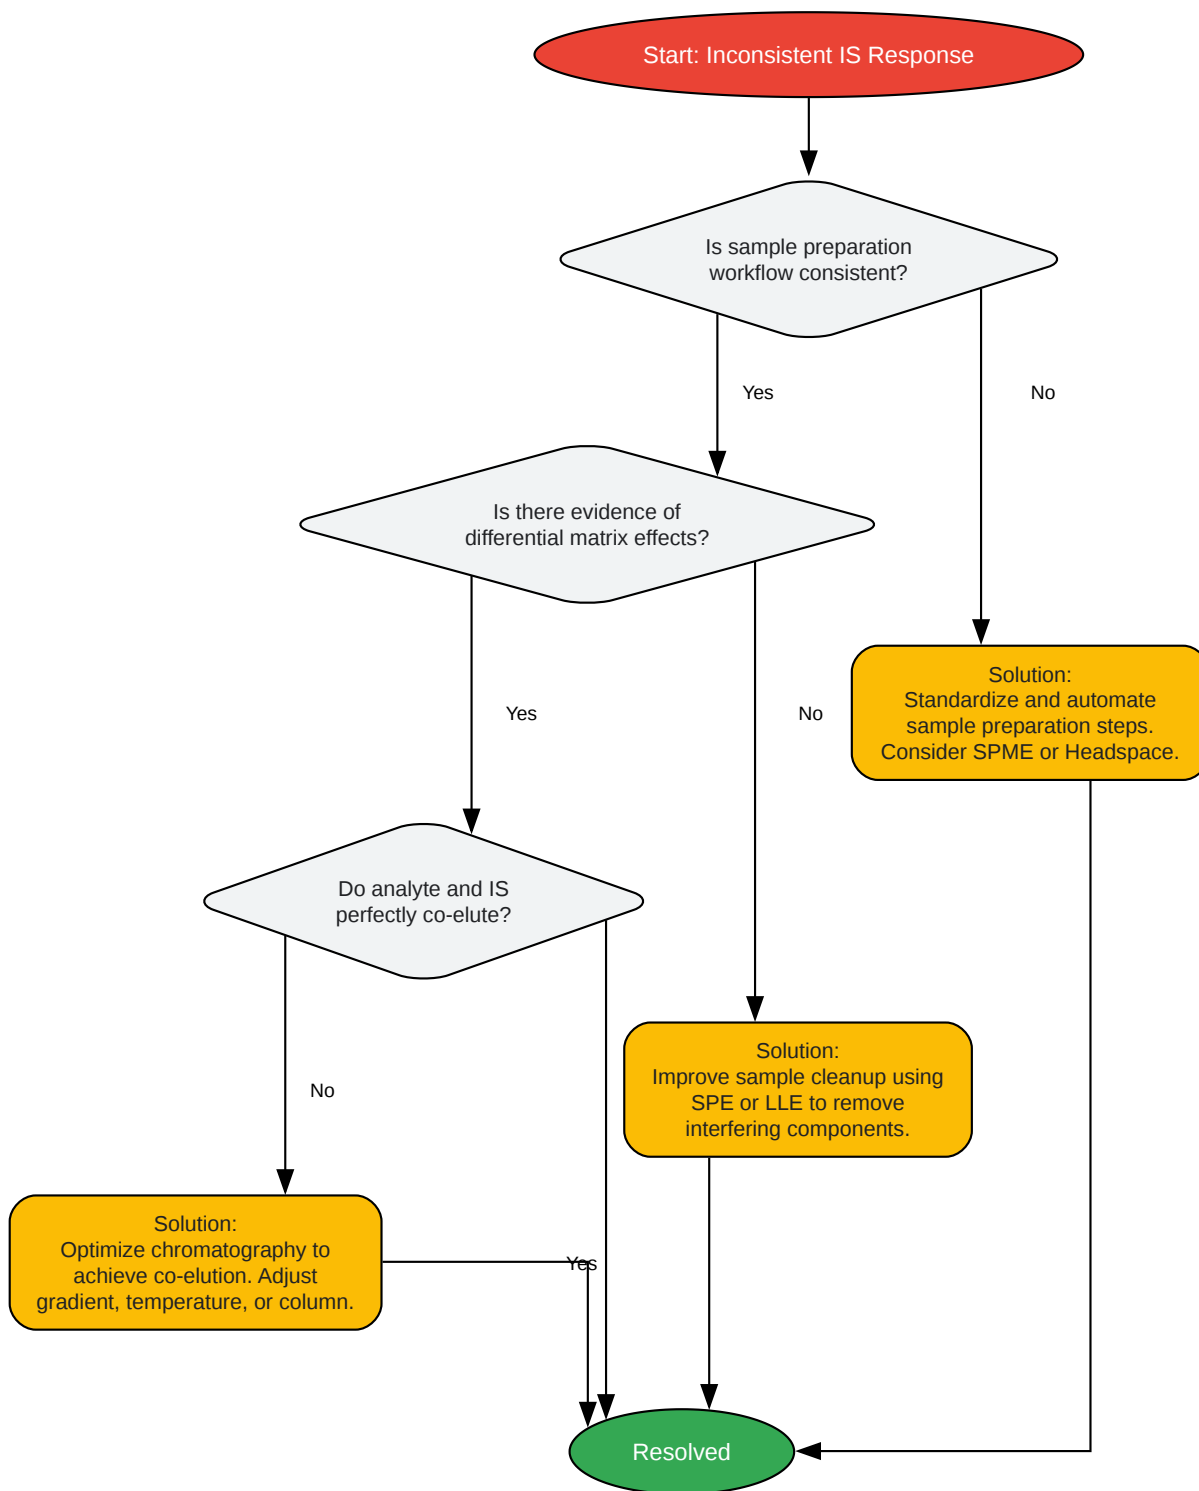 Start: Inconsistent IS Response
Is sample preparation
workflow consistent?
Yes
No
Is there evidence of
differential matrix effects?
Yes
No
Solution:
Standardize and automate
sample preparation steps.
Consider SPME or Headspace.
Do analyte and IS
perfectly co-elute?
No
Yes
Solution:
Improve sample cleanup using
SPE or LLE to remove
interfering components.
Solution:
Optimize chromatography to
achieve co-elution. Adjust
gradient, temperature, or column.
Resolved